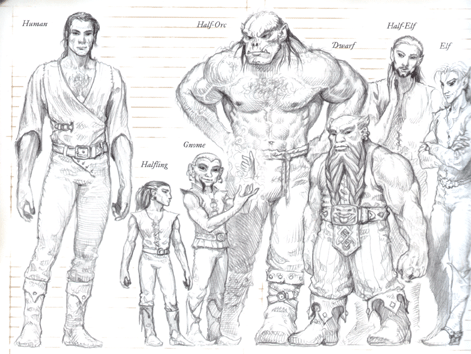 Human
Half-Orc
Half-Elf
Dwarf
Elf
Gnome
Halfling